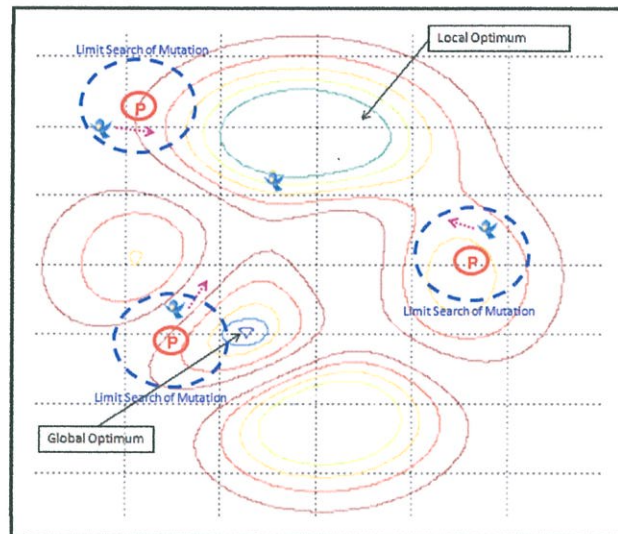 Local Optimum
Limit Search of Mutation
P
P
Limit Search of Mutation
P
Limit Search of Mutation
Global Optimum